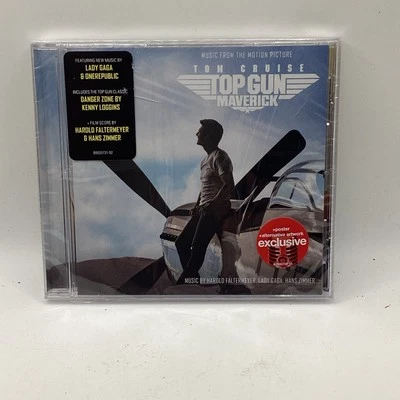 MUSIC FROM THE MOTION PICTURE
TOM CRUISE
TOP GUN
MAVERICK
FEATURING NEW MUSIC BY
LADY GAGA
& ONEREPUBLIC
INCLUDES THE TOP GUN CLASSIC
DANGER ZONE BY
KENNY LOGGINS
+ FILM SCORE BY
HAROLD FALTERMEYER
& HANS ZIMMER
+poster
+alternative artwork
exclusive
MUSIC BY HAROLD FALTERMEYER, LADY GAGA, HANS ZIMMER